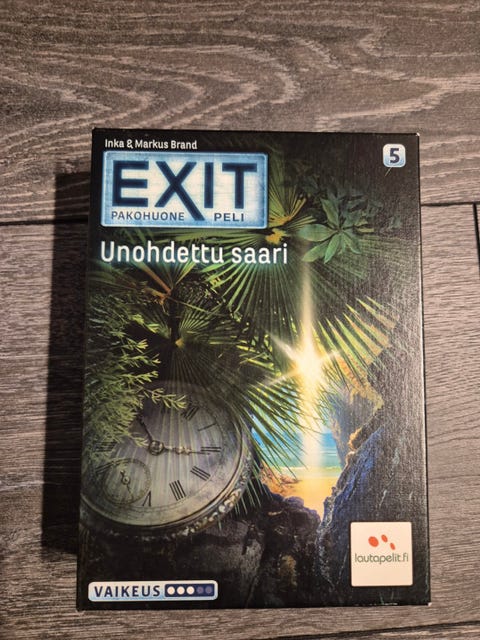 Inka & Markus Brand
5
EXIT
PAKOHUONE PELI
Unohdettu saari
lautapelit.fi
VAIKEUS